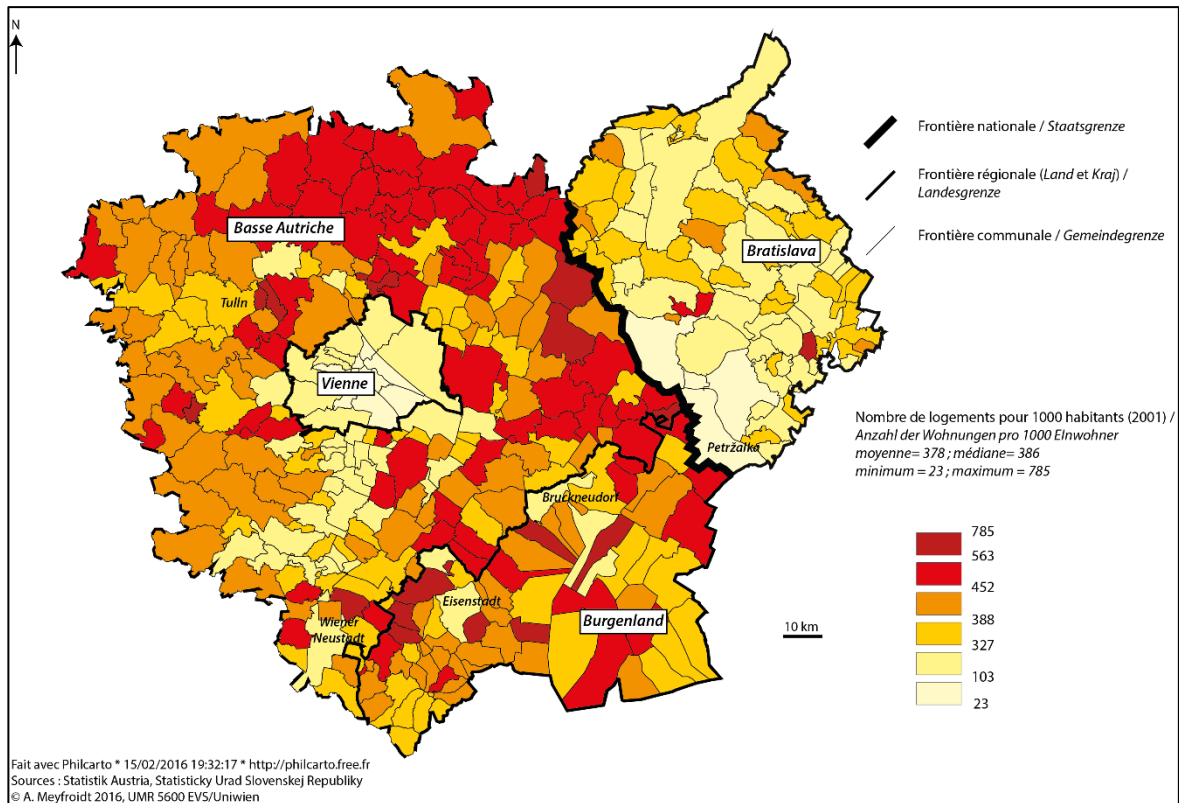 N
Basse Autriche
Tulln
Vienne
Bratislava
Petržalka
Bruckneudorf
Eisenstadt
Wiener
Neustadt
Burgenland
Frontière nationale / Staatsgrenze
Frontière régionale (Land et Kraj) /
Landesgrenze
Frontière communale / Gemeindegrenze
Nombre de logements pour 1000 habitants (2001) /
Anzahl der Wohnungen pro 1000 EInwohner
moyenne= 378 ; médiane= 386
minimum = 23 ; maximum = 785
785
563
452
388
327
103
23
10 km
Fait avec Philcarto * 15/02/2016 19:32:17 * http://philcarto.free.fr
Sources : Statistik Austria, Statisticky Urad Slovenskej Republiky
© A. Meyfroidt 2016, UMR 5600 EVS/Uniwien